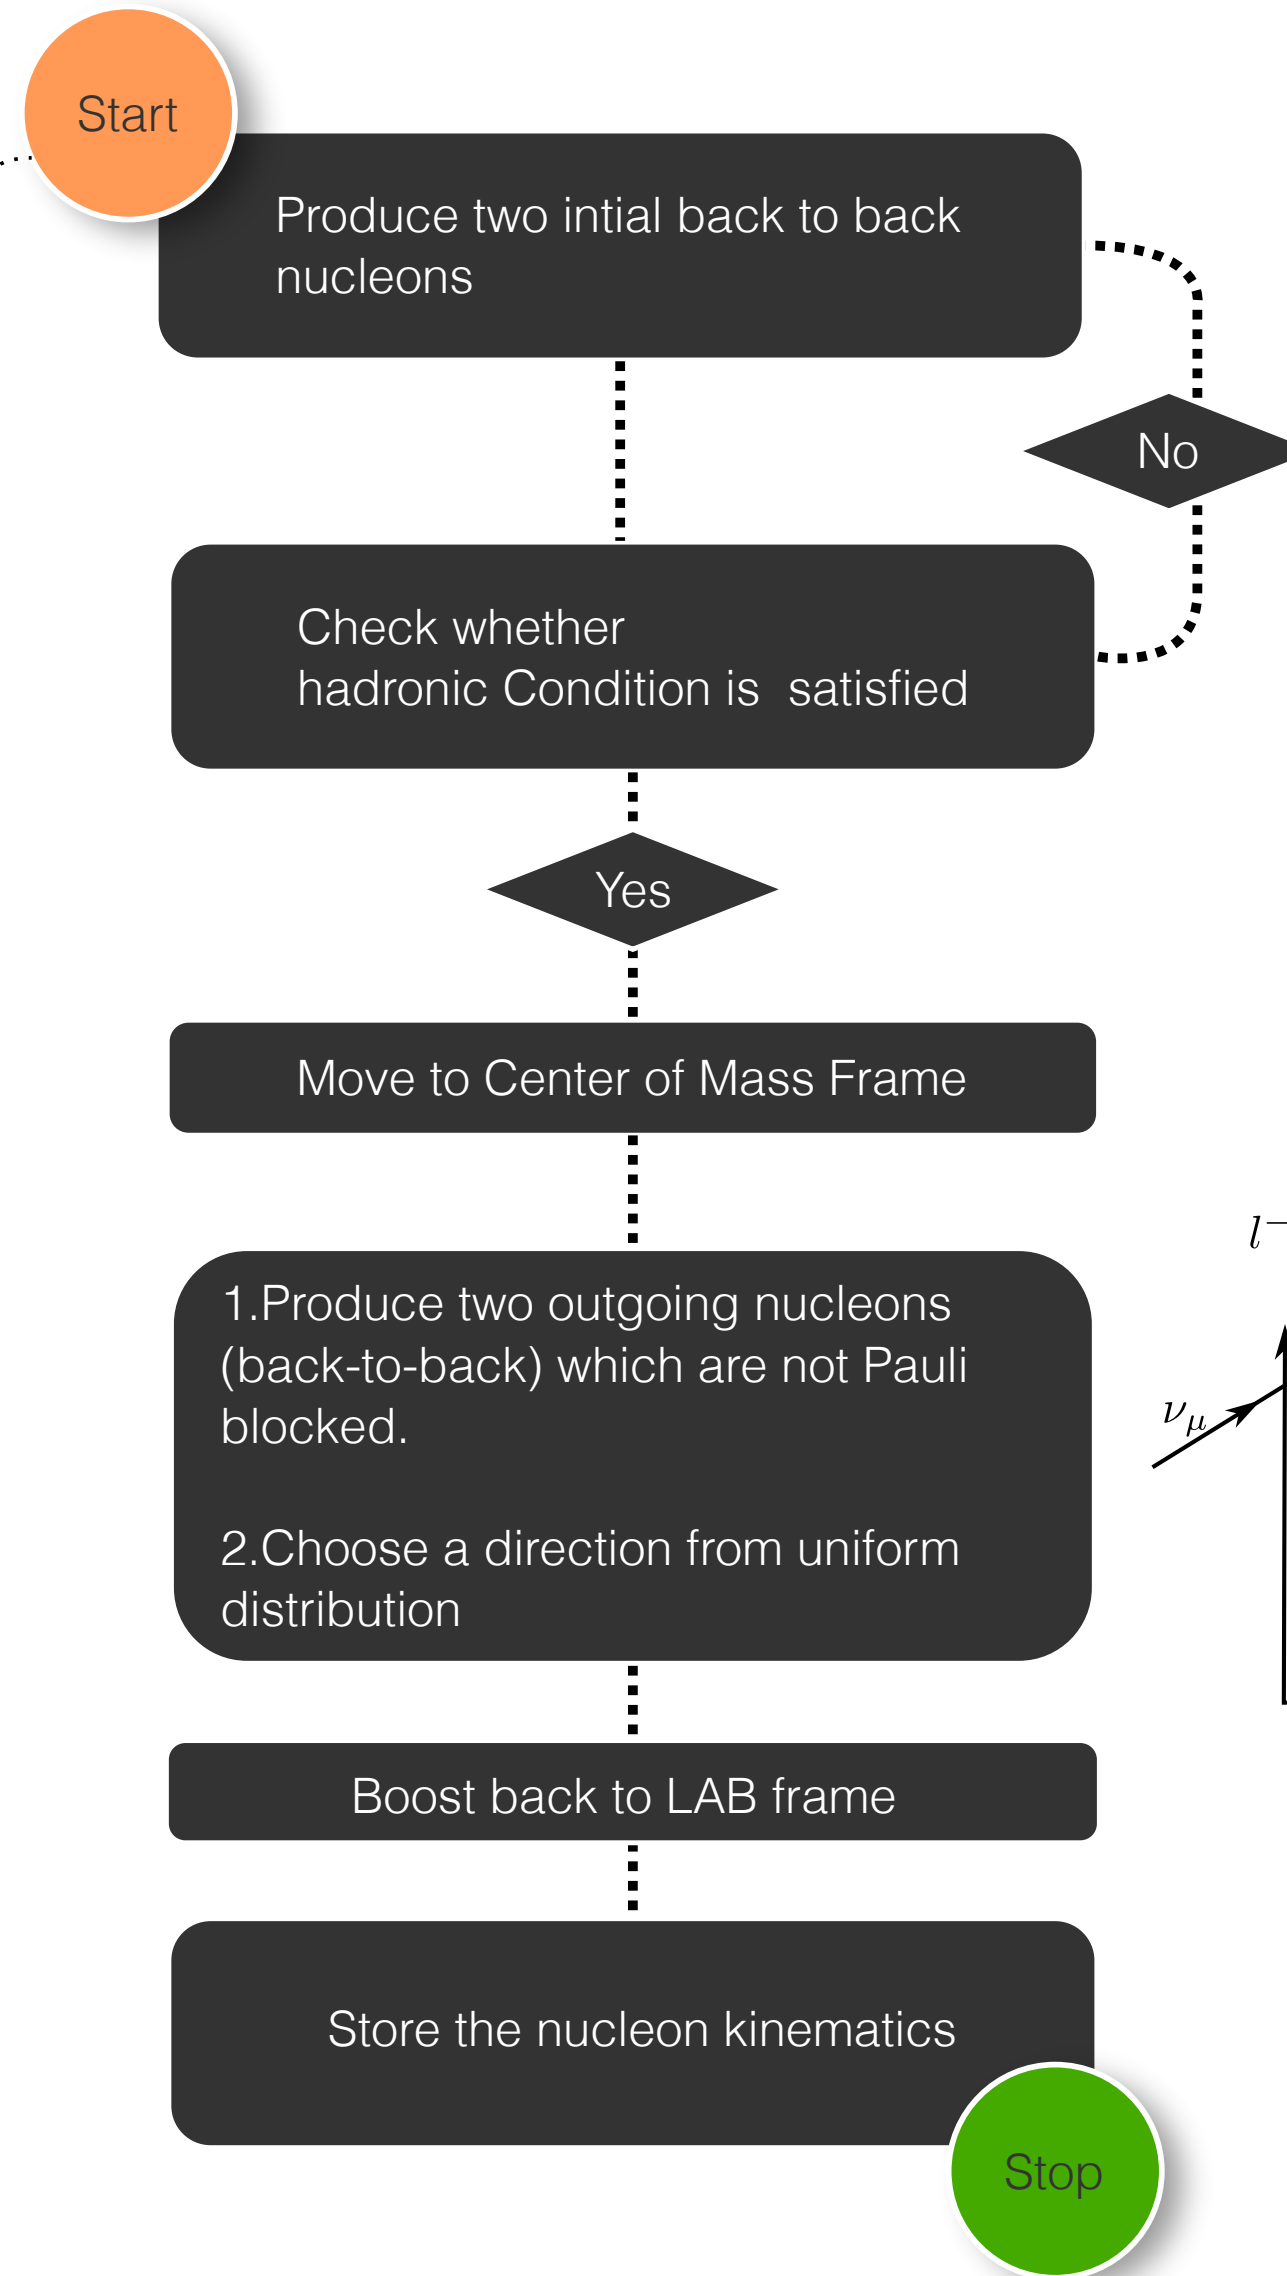 Start
Produce two intial back to back
nucleons
No
Check whether
hadronic Condition is  satisfied
Yes
Move to Center of Mass Frame
1.Produce two outgoing nucleons
(back-to-back) which are not Pauli
blocked.
2.Choose a direction from uniform
distribution
l⁻
ν_μ
Boost back to LAB frame
Store the nucleon kinematics
Stop